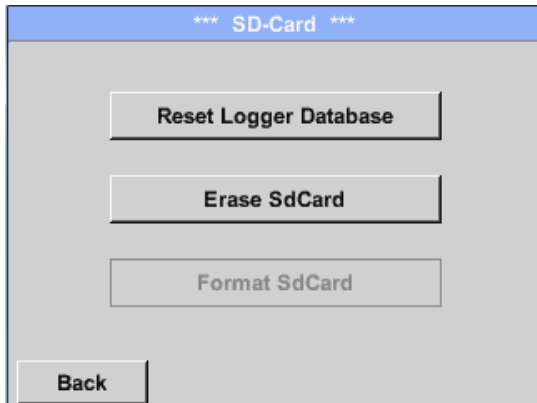 *** SD-Card ***
Reset Logger Database
Erase SdCard
Format SdCard
Back